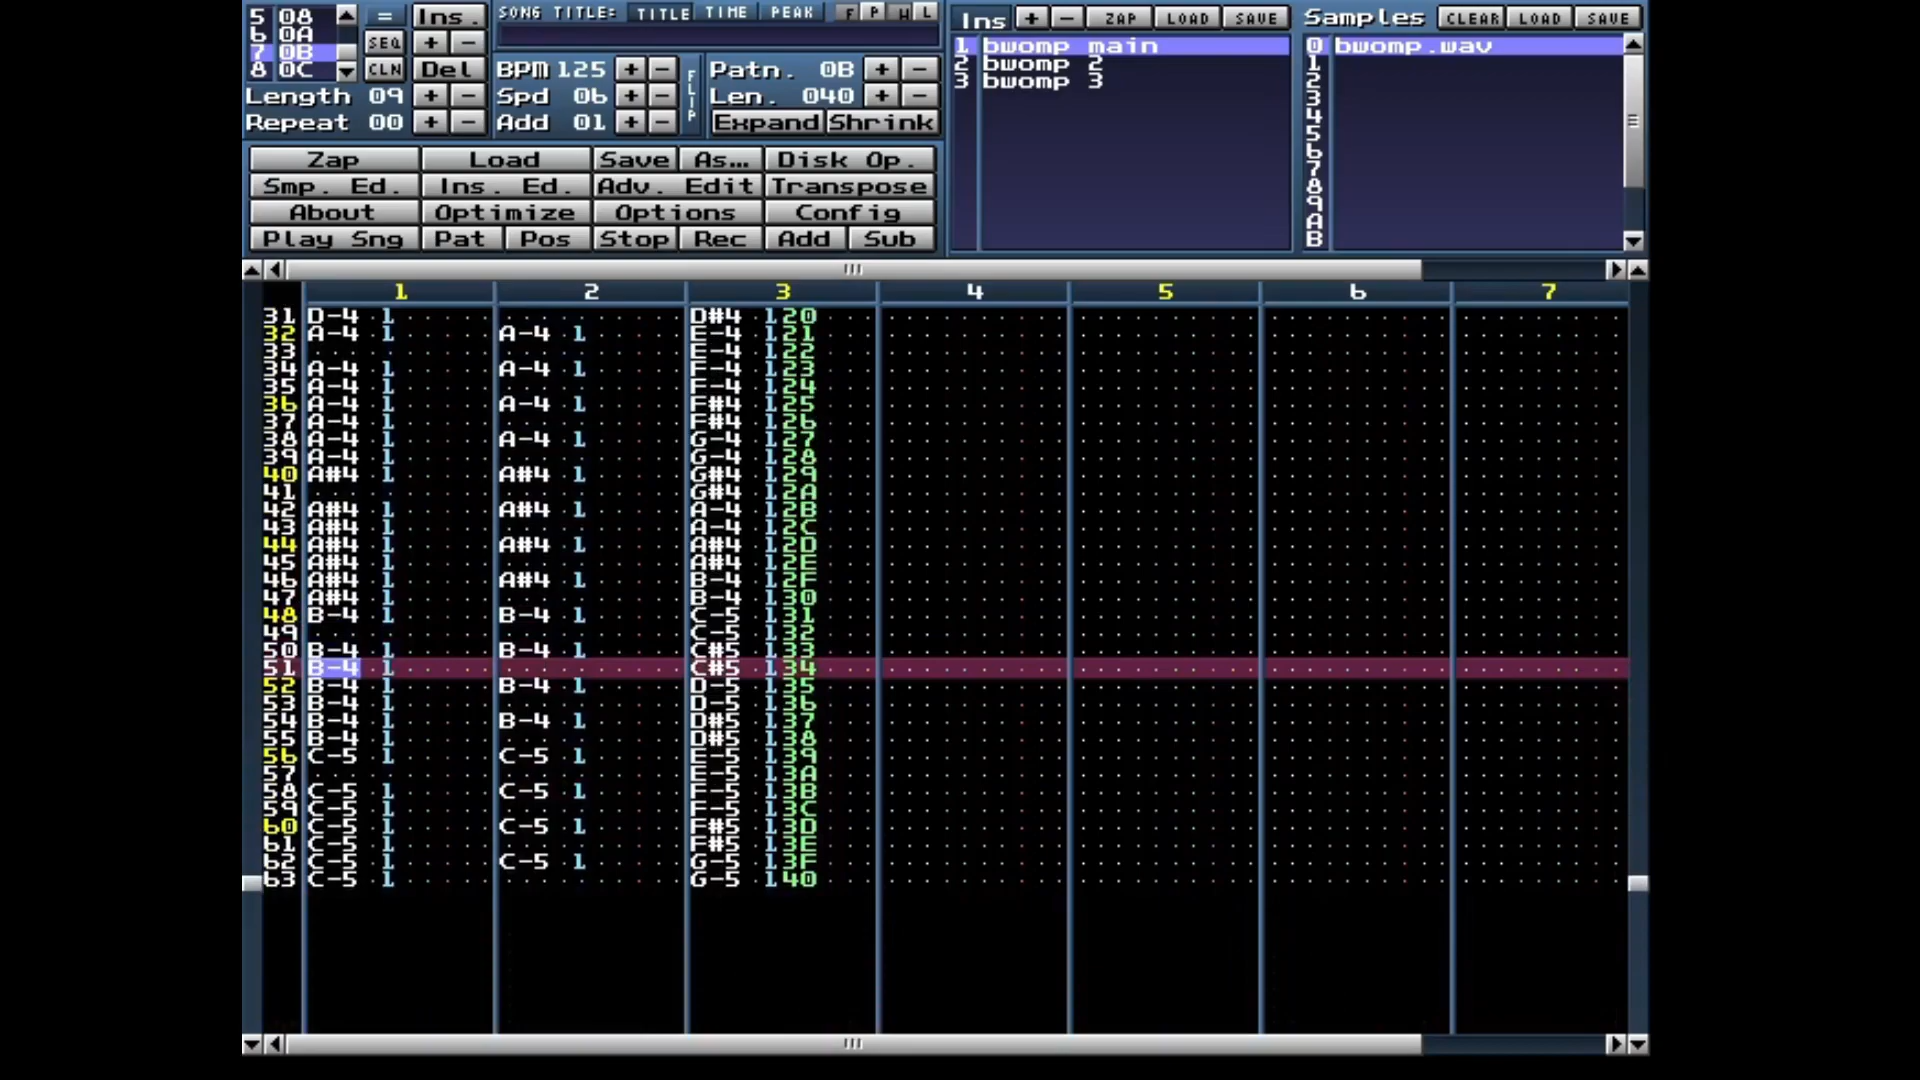 5 08
6 0A
7 0B
8 0C
= Ins.
SEQ
CLN Del
Length 09
Repeat 00
SONG TITLE: TITLE TIME PEAK F P W L
BPM 125 + -
Spd 06 + -
Add 01 + -
FLIP
Patn. 0B + -
Len. 040 + -
Expand Shrink
Zap Load Save As... Disk Op.
Smp. Ed. Ins. Ed. Adv. Edit Transpose
About Optimize Options Config
Play Sng Pat Pos Stop Rec Add Sub
Ins + - ZAP LOAD SAVE
1 bwomp main
2 bwomp 2
3 bwomp 3
Samples CLEAR LOAD SAVE
0 bwomp.wav
1
2
3
4
5
6
7
8
9
A
B
1 2 3 4 5 6 7
31 D-4 1 D#4 120
32 A-4 1 A-4 1 E-4 121
33 E-4 122
34 A-4 1 A-4 1 F-4 123
35 A-4 1 F-4 124
36 A-4 1 A-4 1 F#4 125
37 A-4 1 F#4 126
38 A-4 1 A-4 1 G-4 127
39 A-4 1 G-4 128
40 A#4 1 A#4 1 G#4 129
41 G#4 12A
42 A#4 1 A#4 1 A-4 12B
43 A#4 1 A-4 12C
44 A#4 1 A#4 1 A#4 12D
45 A#4 1 A#4 12E
46 A#4 1 A#4 1 B-4 12F
47 A#4 1 B-4 130
48 B-4 1 B-4 1 C-5 131
49 C-5 132
50 B-4 1 B-4 1 C#5 133
51 B-4 1 C#5 134
52 B-4 1 B-4 1 D-5 135
53 B-4 1 D-5 136
54 B-4 1 B-4 1 D#5 137
55 B-4 1 D#5 138
56 C-5 1 C-5 1 E-5 139
57 E-5 13A
58 C-5 1 C-5 1 F-5 13B
59 C-5 1 F-5 13C
60 C-5 1 C-5 1 F#5 13D
61 C-5 1 F#5 13E
62 C-5 1 C-5 1 G-5 13F
63 C-5 1 G-5 140